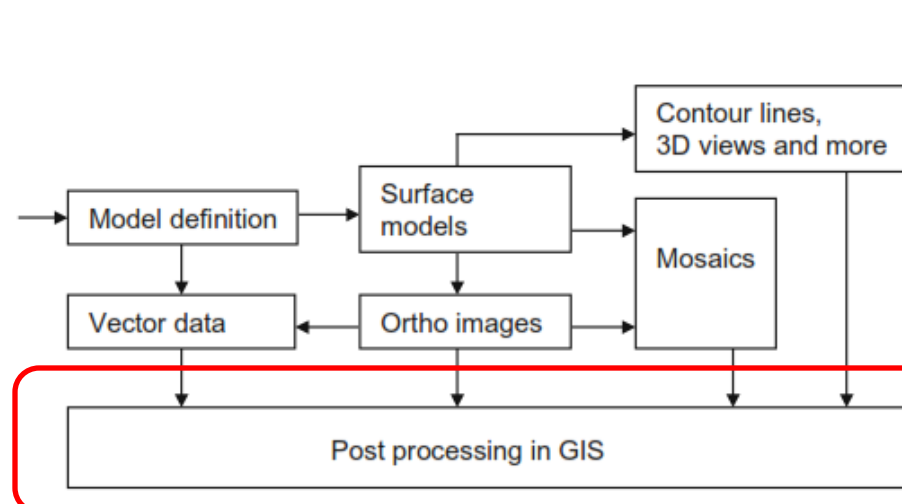 Contour lines,
3D views and more
Surface
models
Model definition
Mosaics
Vector data
Ortho images
Post processing in GIS